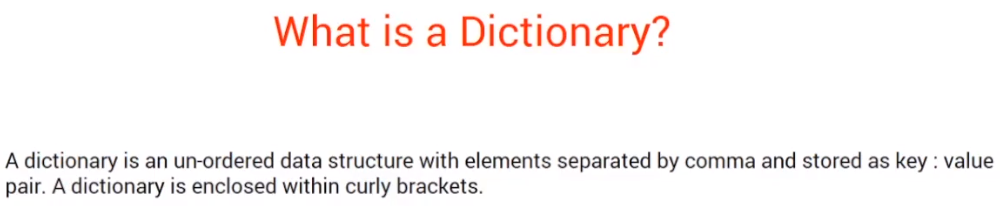 What is a Dictionary?
A dictionary is an un-ordered data structure with elements separated by comma and stored as key : value
pair. A dictionary is enclosed within curly brackets.